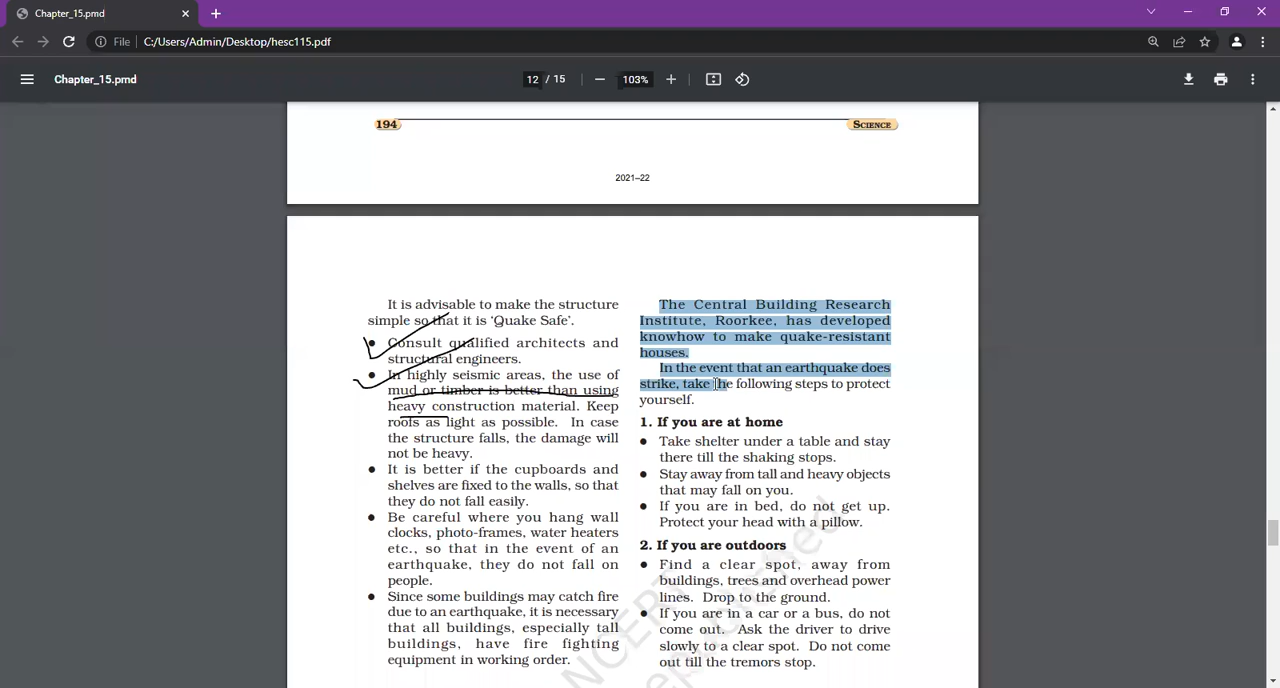 Chapter_15.pmd
File C:/Users/Admin/Desktop/hesc115.pdf
Chapter_15.pmd
12 / 15
103%
194
SCIENCE
2021–22
It is advisable to make the structure
simple so that it is ‘Quake Safe’.
● Consult qualified architects and
structural engineers.
● In highly seismic areas, the use of
mud or timber is better than using
heavy construction material. Keep
roofs as light as possible. In case
the structure falls, the damage will
not be heavy.
● It is better if the cupboards and
shelves are fixed to the walls, so that
they do not fall easily.
● Be careful where you hang wall
clocks, photo-frames, water heaters
etc., so that in the event of an
earthquake, they do not fall on
people.
● Since some buildings may catch fire
due to an earthquake, it is necessary
that all buildings, especially tall
buildings, have fire fighting
equipment in working order.
The Central Building Research
Institute, Roorkee, has developed
knowhow to make quake-resistant
houses.
In the event that an earthquake does
strike, take the following steps to protect
yourself.
1. If you are at home
● Take shelter under a table and stay
there till the shaking stops.
● Stay away from tall and heavy objects
that may fall on you.
● If you are in bed, do not get up.
Protect your head with a pillow.
2. If you are outdoors
● Find a clear spot, away from
buildings, trees and overhead power
lines. Drop to the ground.
● If you are in a car or a bus, do not
come out. Ask the driver to drive
slowly to a clear spot. Do not come
out till the tremors stop.